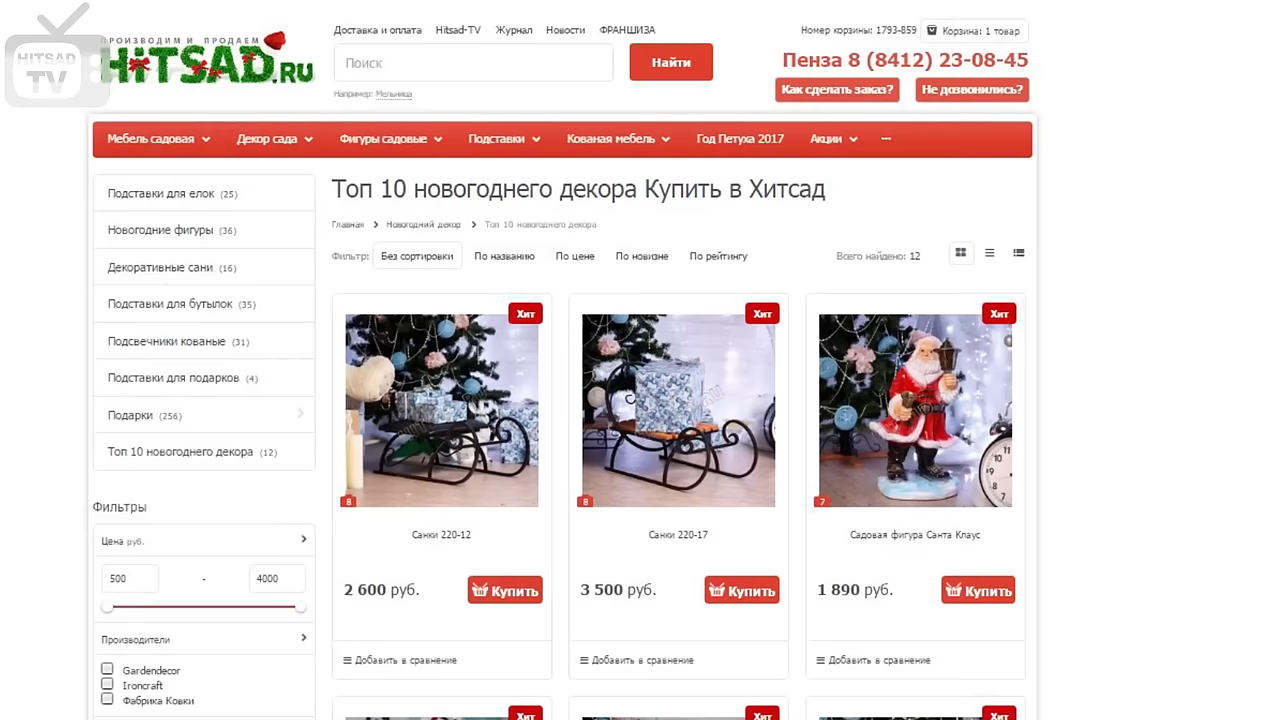 HITSAD
TV
ПРОИЗВОДИМ И ПРОДАЕМ
HiTSAD.RU
Доставка и оплата Hitsad-TV Журнал Новости ФРАНШИЗА
Номер корзины: 1793-859 Корзина: 1 товар
Поиск Найти
Например: Мельница
Пенза 8 (8412) 23-08-45
Как сделать заказ? Не дозвонились?
Мебель садовая Декор сада Фигуры садовые Подставки Кованая мебель Год Петуха 2017 Акции
Подставки для елок (25)
Новогодние фигуры (36)
Декоративные сани (16)
Подставки для бутылок (35)
Подсвечники кованые (31)
Подставки для подарков (4)
Подарки (256)
Топ 10 новогоднего декора (12)
Фильтры
Цена руб.
500 - 4000
Производители
Gardendecor
Ironcraft
Фабрика Ковки
Топ 10 новогоднего декора Купить в Хитсад
Главная Новогодний декор Топ 10 новогоднего декора
Фильтр: Без сортировки По названию По цене По новизне По рейтингу Всего найдено: 12
Хит Хит Хит
8 8 7
Санки 220-12 Санки 220-17 Садовая фигура Санта Клаус
2 600 руб. Купить 3 500 руб. Купить 1 890 руб. Купить
Добавить в сравнение Добавить в сравнение Добавить в сравнение
Хит Хит Хит